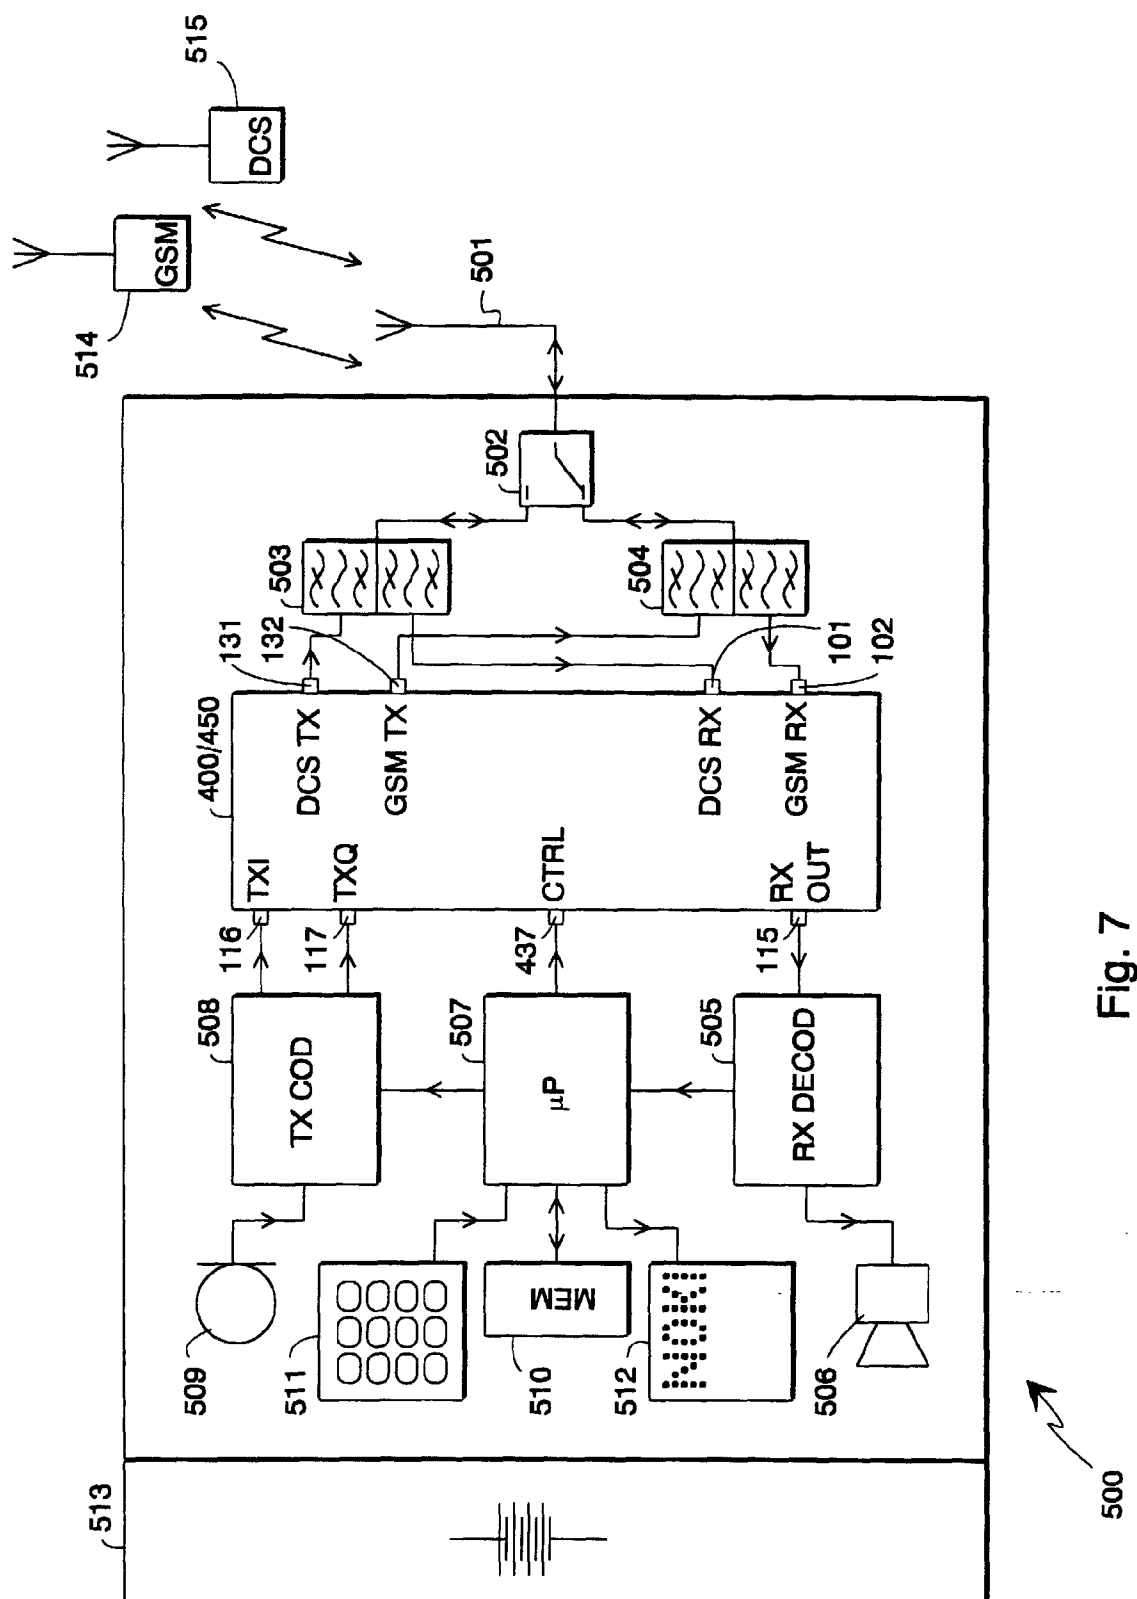 513
509
511
510
512
506
508
TX COD
507
µP
505
RX DECOD
MEM
NOKI
116
117
437
115
400/450
TXI
TXQ
CTRL
RX
OUT
DCS TX
GSM TX
DCS RX
GSM RX
131
132
101
102
503
504
502
501
514
GSM
515
DCS
500
Fig. 7